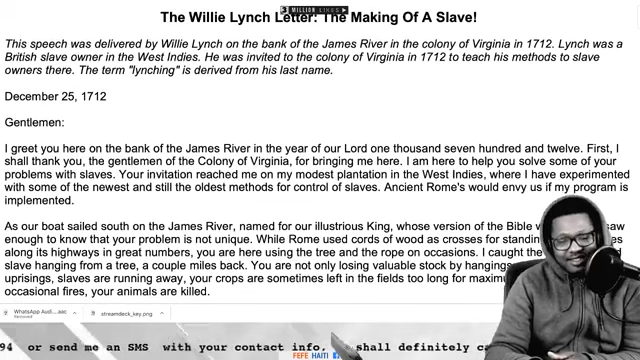 3 MILLION LIKES
The Willie Lynch Letter: The Making Of A Slave!
This speech was delivered by Willie Lynch on the bank of the James River in the colony of Virginia in 1712. Lynch was a
British slave owner in the West Indies. He was invited to the colony of Virginia in 1712 to teach his methods to slave
owners there. The term "lynching" is derived from his last name.
December 25, 1712
Gentlemen:
I greet you here on the bank of the James River in the year of our Lord one thousand seven hundred and twelve. First, I
shall thank you, the gentlemen of the Colony of Virginia, for bringing me here. I am here to help you solve some of your
problems with slaves. Your invitation reached me on my modest plantation in the West Indies, where I have experimented
with some of the newest and still the oldest methods for control of slaves. Ancient Rome's would envy us if my program is
implemented.
As our boat sailed south on the James River, named for our illustrious King, whose version of the Bible saw
enough to know that your problem is not unique. While Rome used cords of wood as crosses for
along its highways in great numbers, you are here using the tree and the rope on occasions. I caught the
slave hanging from a tree, a couple miles back. You are not only losing valuable stock by hangings
uprisings, slaves are running away, your crops are sometimes left in the fields too long for
occasional fires, your animals are killed.
WhatsApp Aud....aac
Removed
streamdeck_key.png
94 or send me an SMS with your contact info, shall definitely
FEFE HAITI